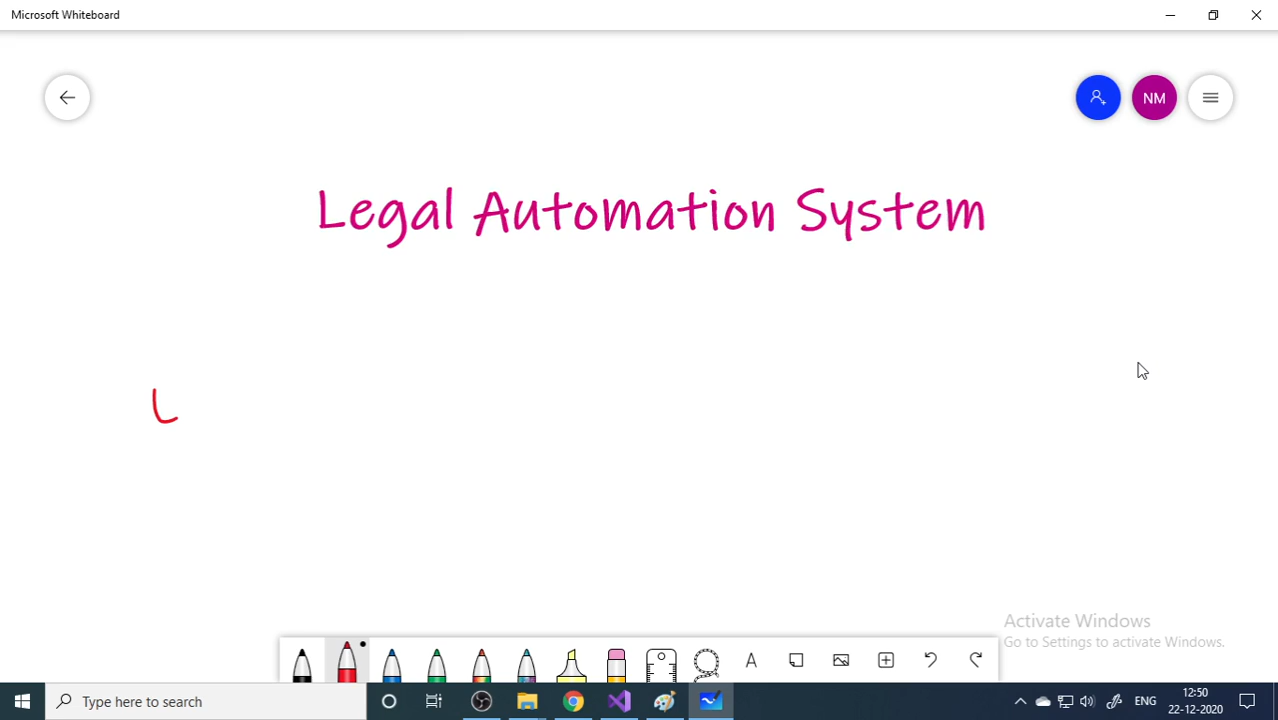 Microsoft Whiteboard
NM
Legal Automation System
L
Activate Windows
Go to Settings to activate Windows.
A
Type here to search
ENG
12:50
22-12-2020